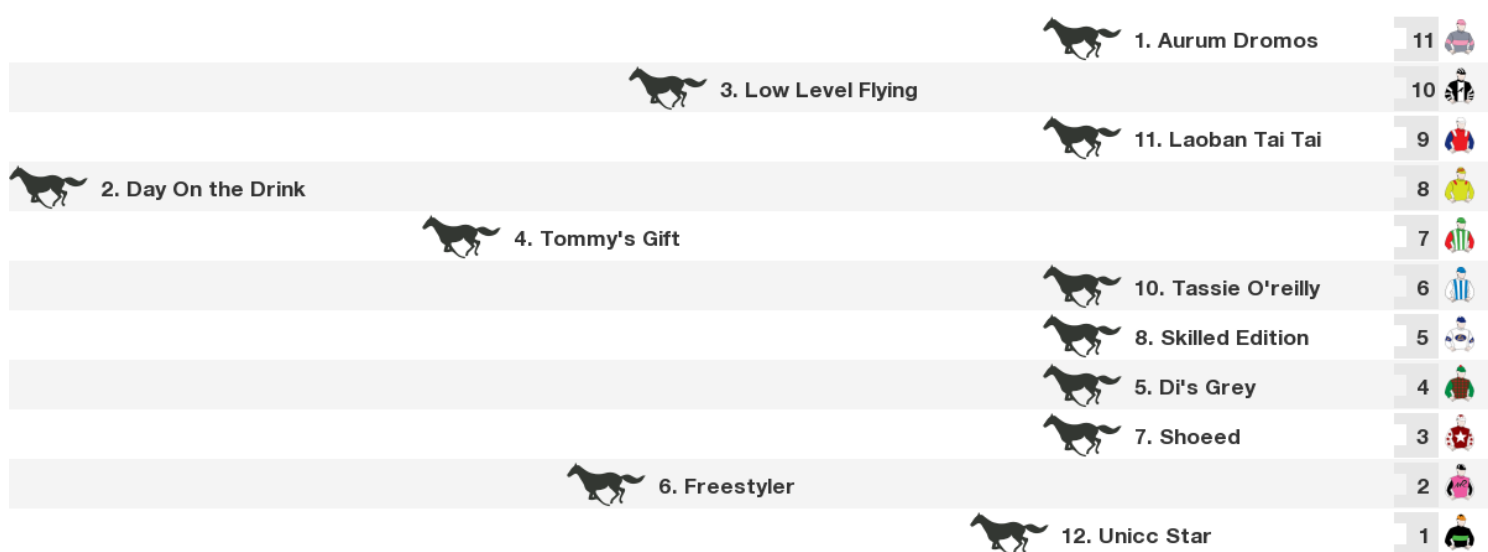 1. Aurum Dromos 11
3. Low Level Flying 10
11. Laoban Tai Tai 9
2. Day On the Drink 8
4. Tommy's Gift 7
10. Tassie O'reilly 6
8. Skilled Edition 5
5. Di's Grey 4
7. Shoeed 3
6. Freestyler 2
12. Unicc Star 1